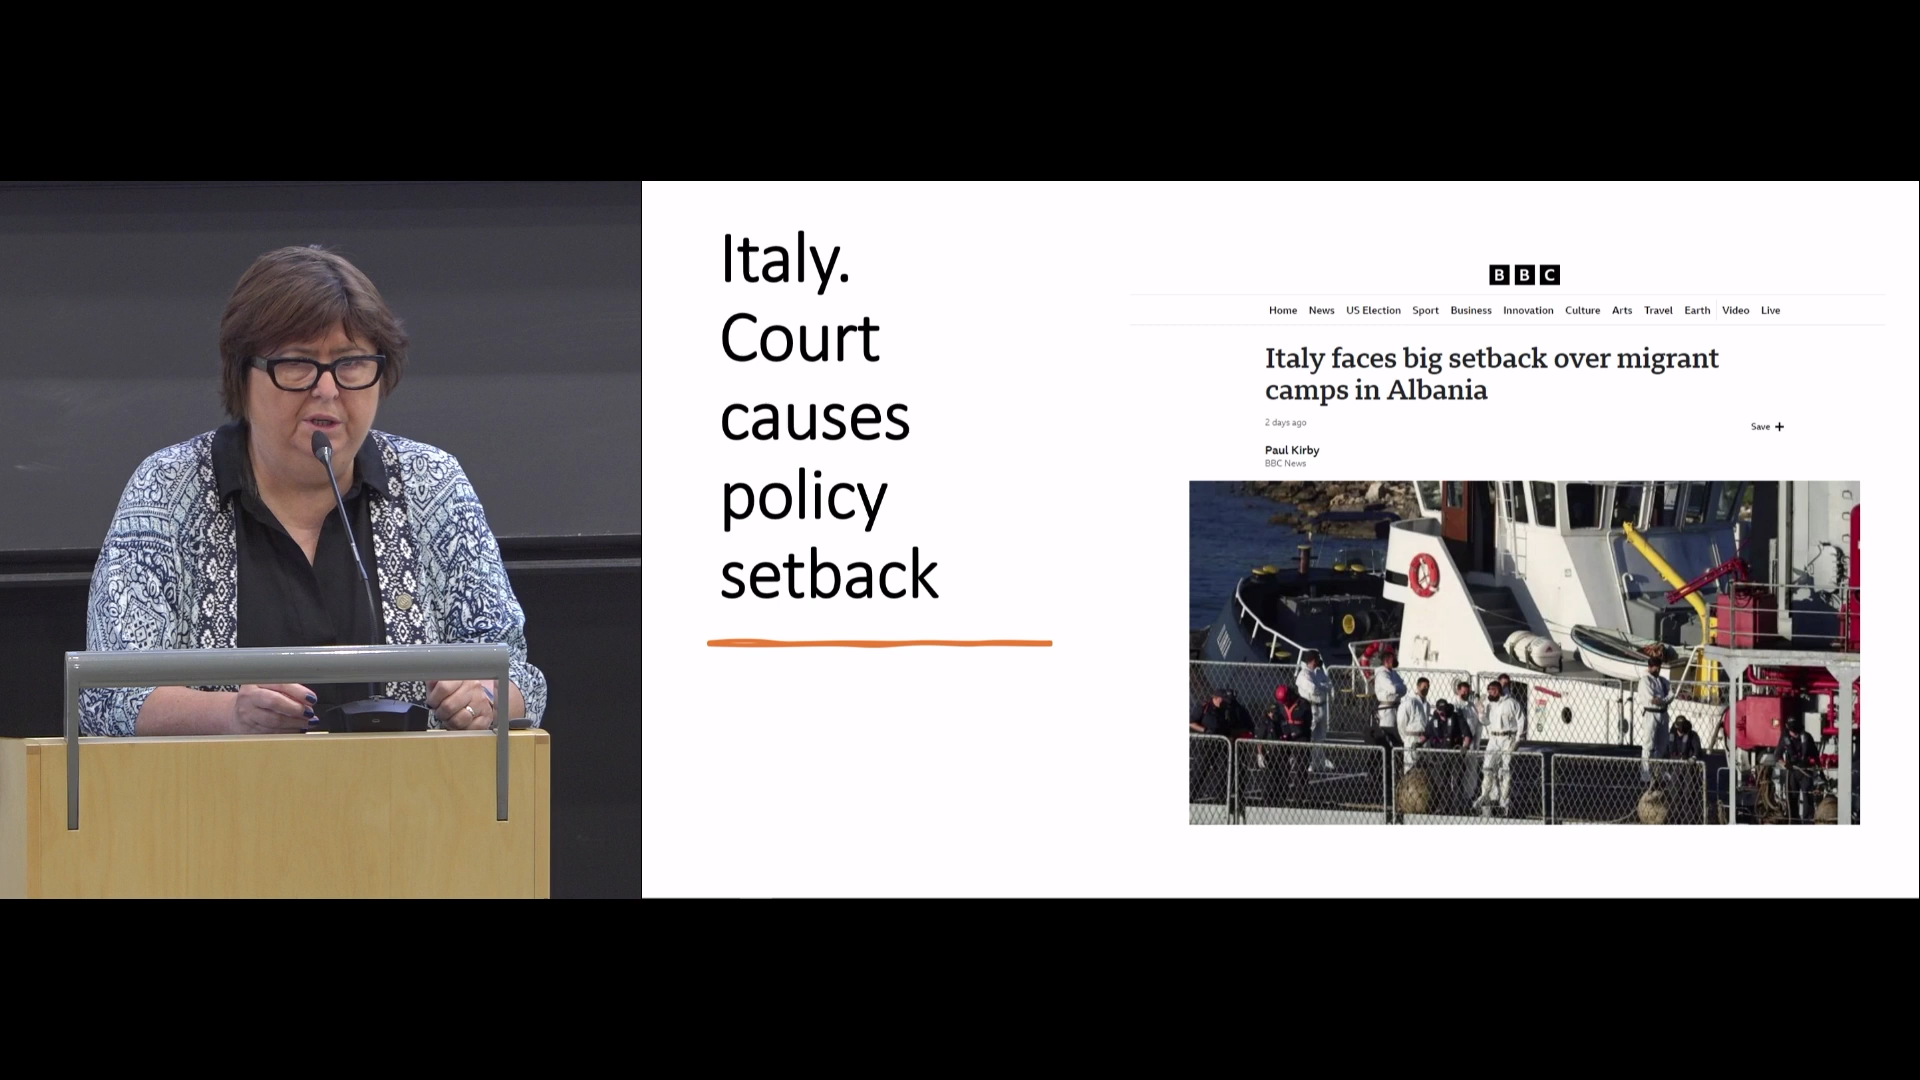 Italy.
Court
causes
policy
setback
BBC
Home News US Election Sport Business Innovation Culture Arts Travel Earth Video Live
Italy faces big setback over migrant
camps in Albania
2 days ago
Save +
Paul Kirby
BBC News